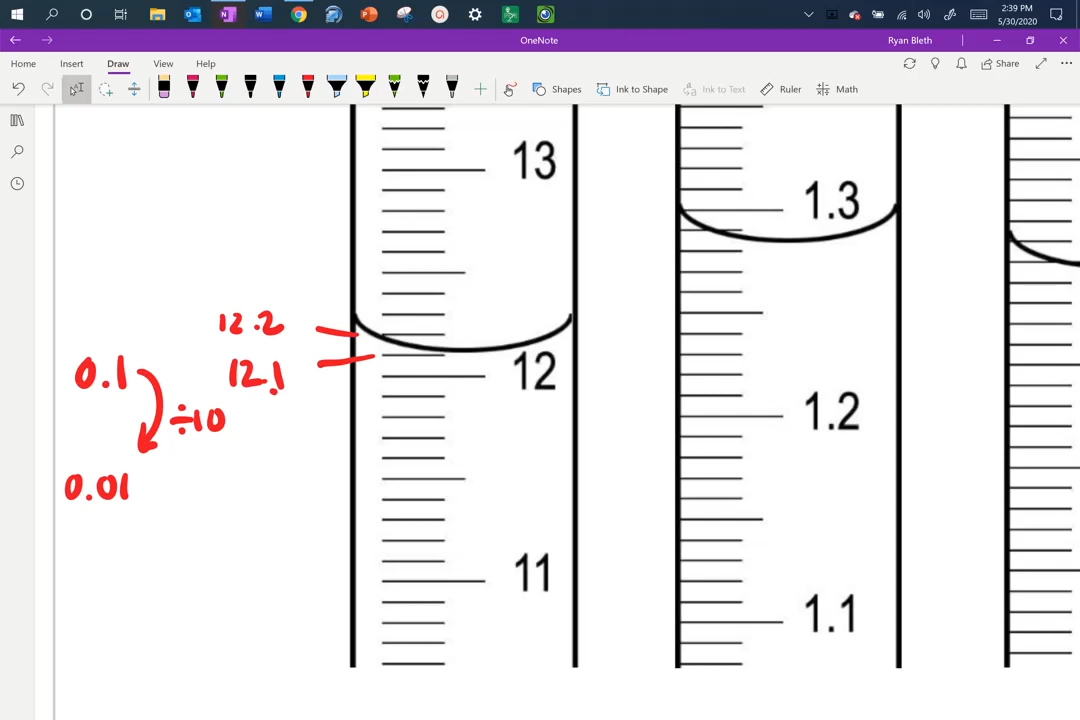 2:39 PM
5/30/2020
OneNote
Ryan Bleth
Home Insert Draw View Help
Share
Shapes Ink to Shape Ink to Text Ruler Math
13
12
11
1.3
1.2
1.1
12.2
12.1
0.1
÷10
0.01